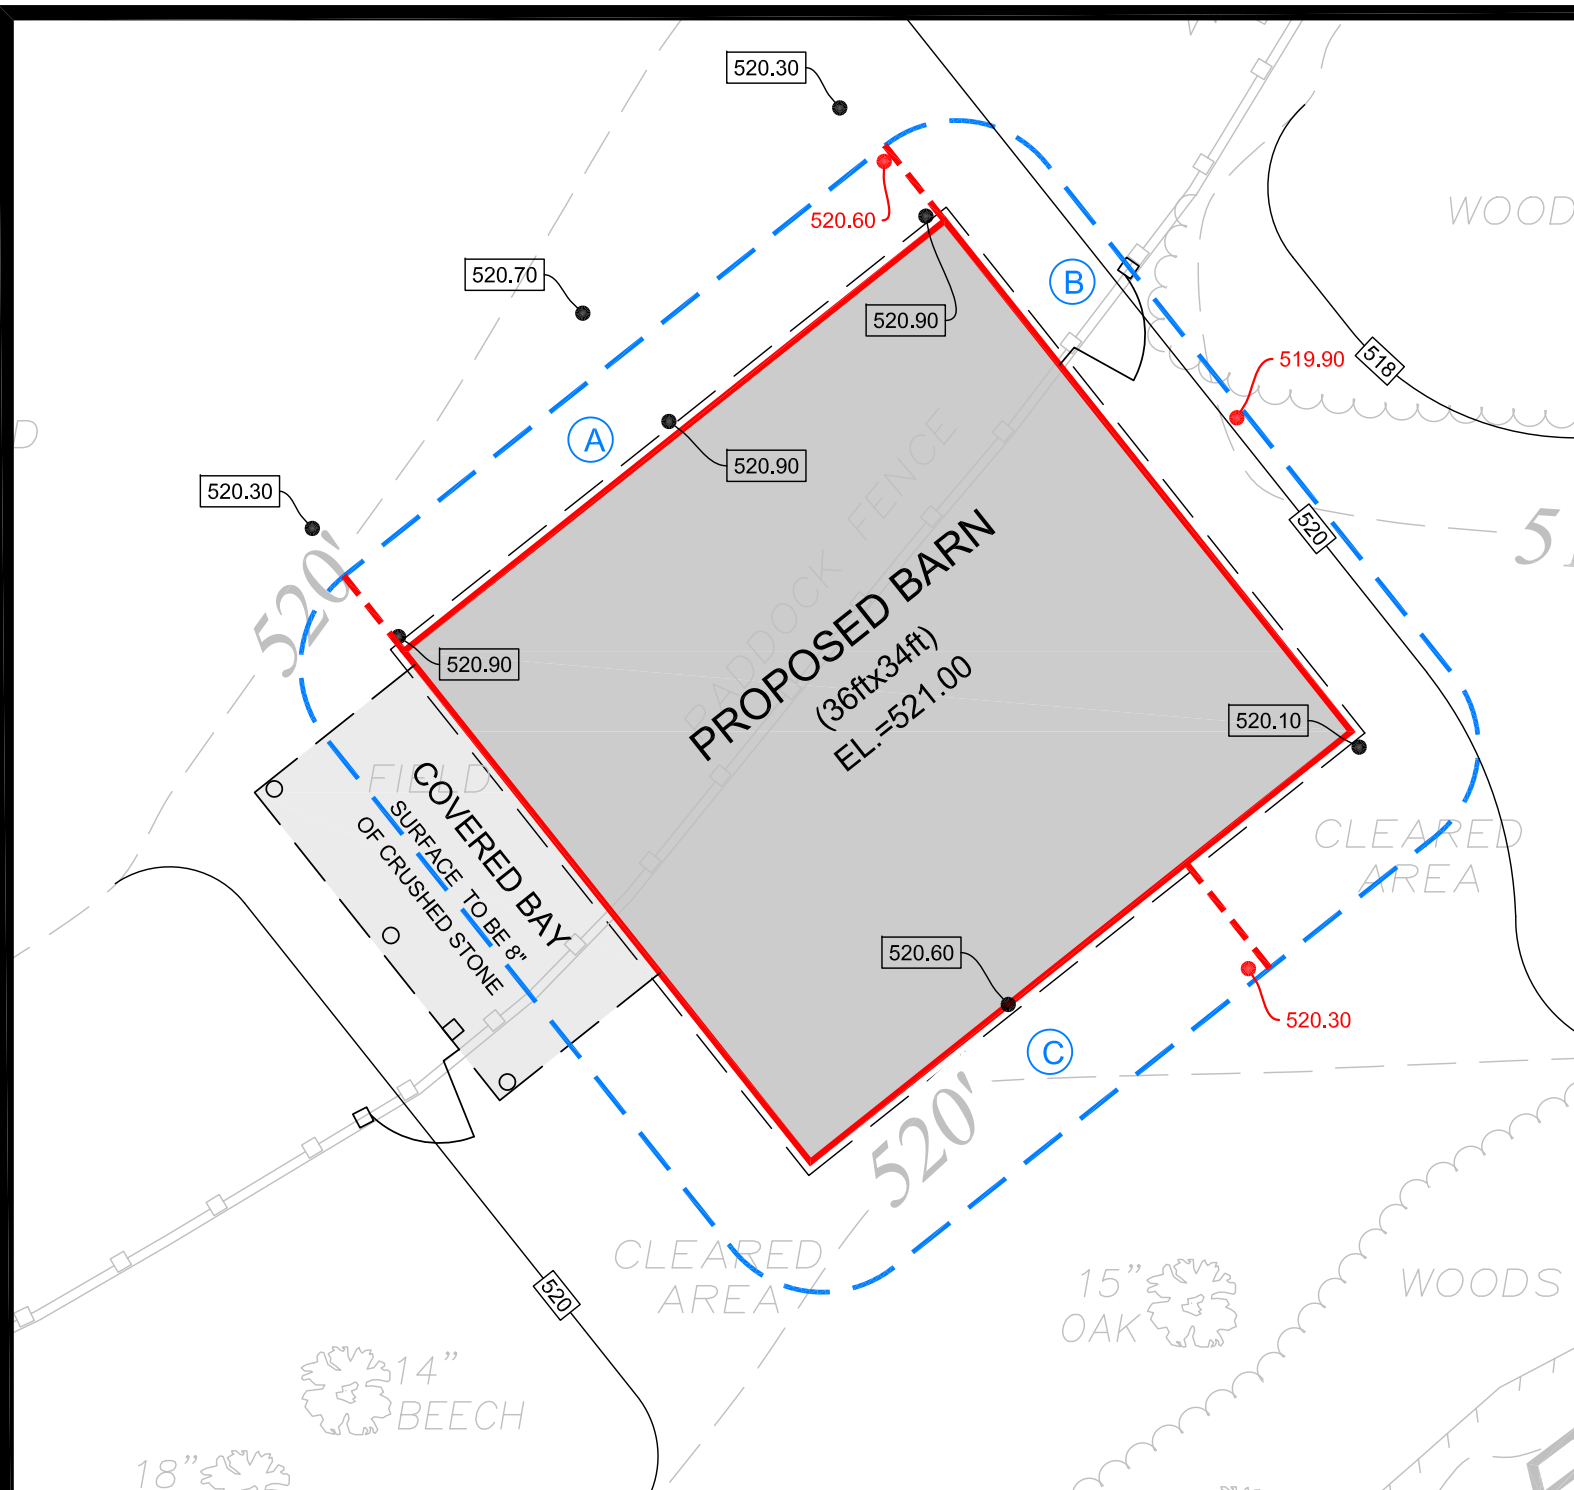 520.30
WOOD
520.60
520.70
B
520.90
519.90
518
A
520.90
520.30
520
520'
PADDOCK FENCE
PROPOSED BARN
(36ftx34ft)
EL.=521.00
520.90
520.10
FIELD
COVERED BAY
SURFACE TO BE 8"
OF CRUSHED STONE
CLEARED
AREA
520.60
520.30
C
520'
CLEARED
AREA
15”
OAK
WOODS
520
14”
BEECH
18”